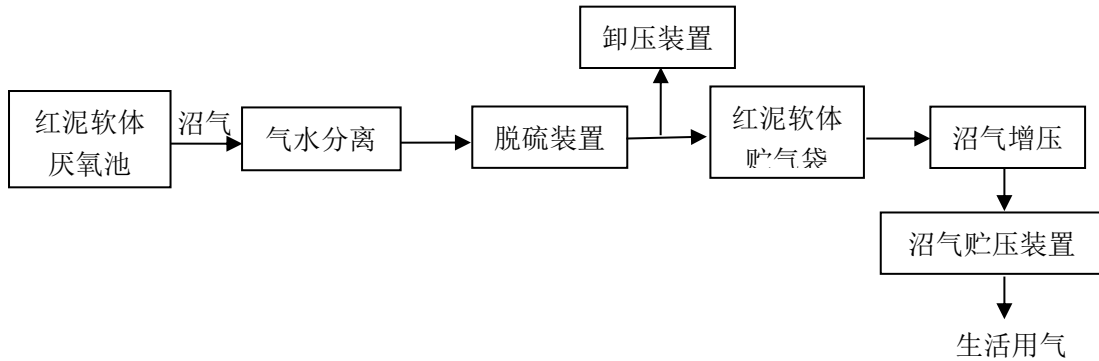 卸压装置
红泥软体
厌氧池
沼气
气水分离
脱硫装置
红泥软体
贮气袋
沼气增压
沼气贮压装置
生活用气